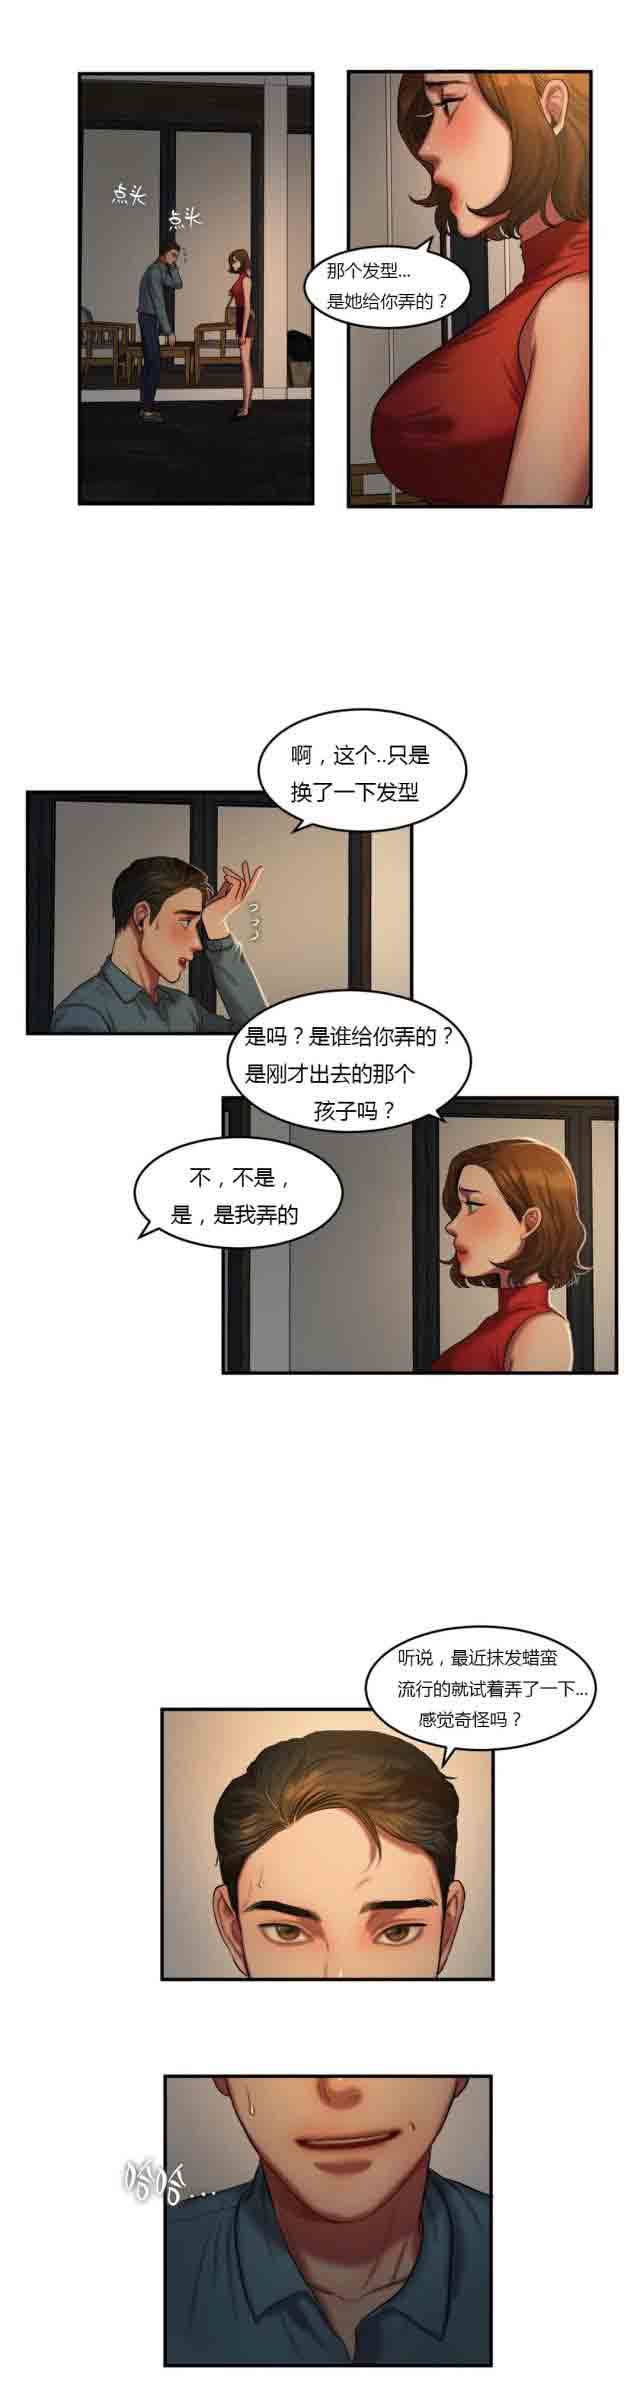 点头
点头
那个发型...
是她给你弄的？
啊，这个..只是
换了一下发型
っっっ
是吗？是谁给你弄的？
是刚才出去的那个
孩子吗？
不，不是，
是，是我弄的
听说，最近抹发蜡蛮
流行的就试着弄了一下...
感觉奇怪吗？
哈哈...